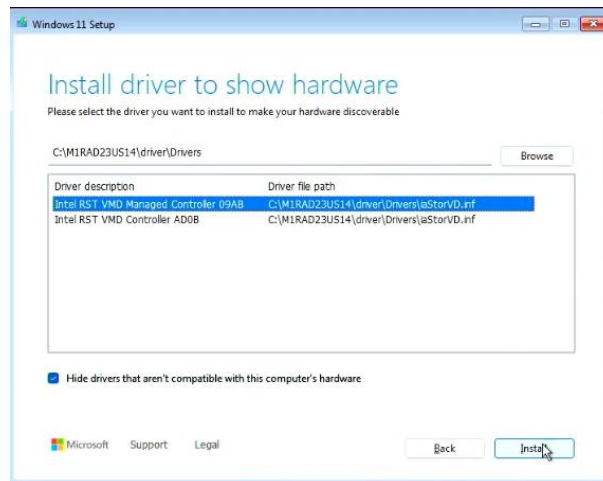 Windows 11 Setup
Install driver to show hardware
Please select the driver you want to install to make your hardware discoverable
C:\M1RAD23US14\driver\Drivers
Browse
Driver description Driver file path
Intel RST VMD Managed Controller 09AB C:\M1RAD23US14\driver\Drivers\iaStorVD.inf
Intel RST VMD Controller AD0B C:\M1RAD23US14\driver\Drivers\iaStorVD.inf
Hide drivers that aren't compatible with this computer's hardware
Microsoft Support Legal
Back Install